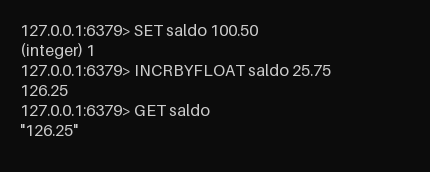 127.0.0.1:6379> SET saldo 100.50
(integer) 1
127.0.0.1:6379> INCRBYFLOAT saldo 25.75
126.25
127.0.0.1:6379> GET saldo
"126.25"